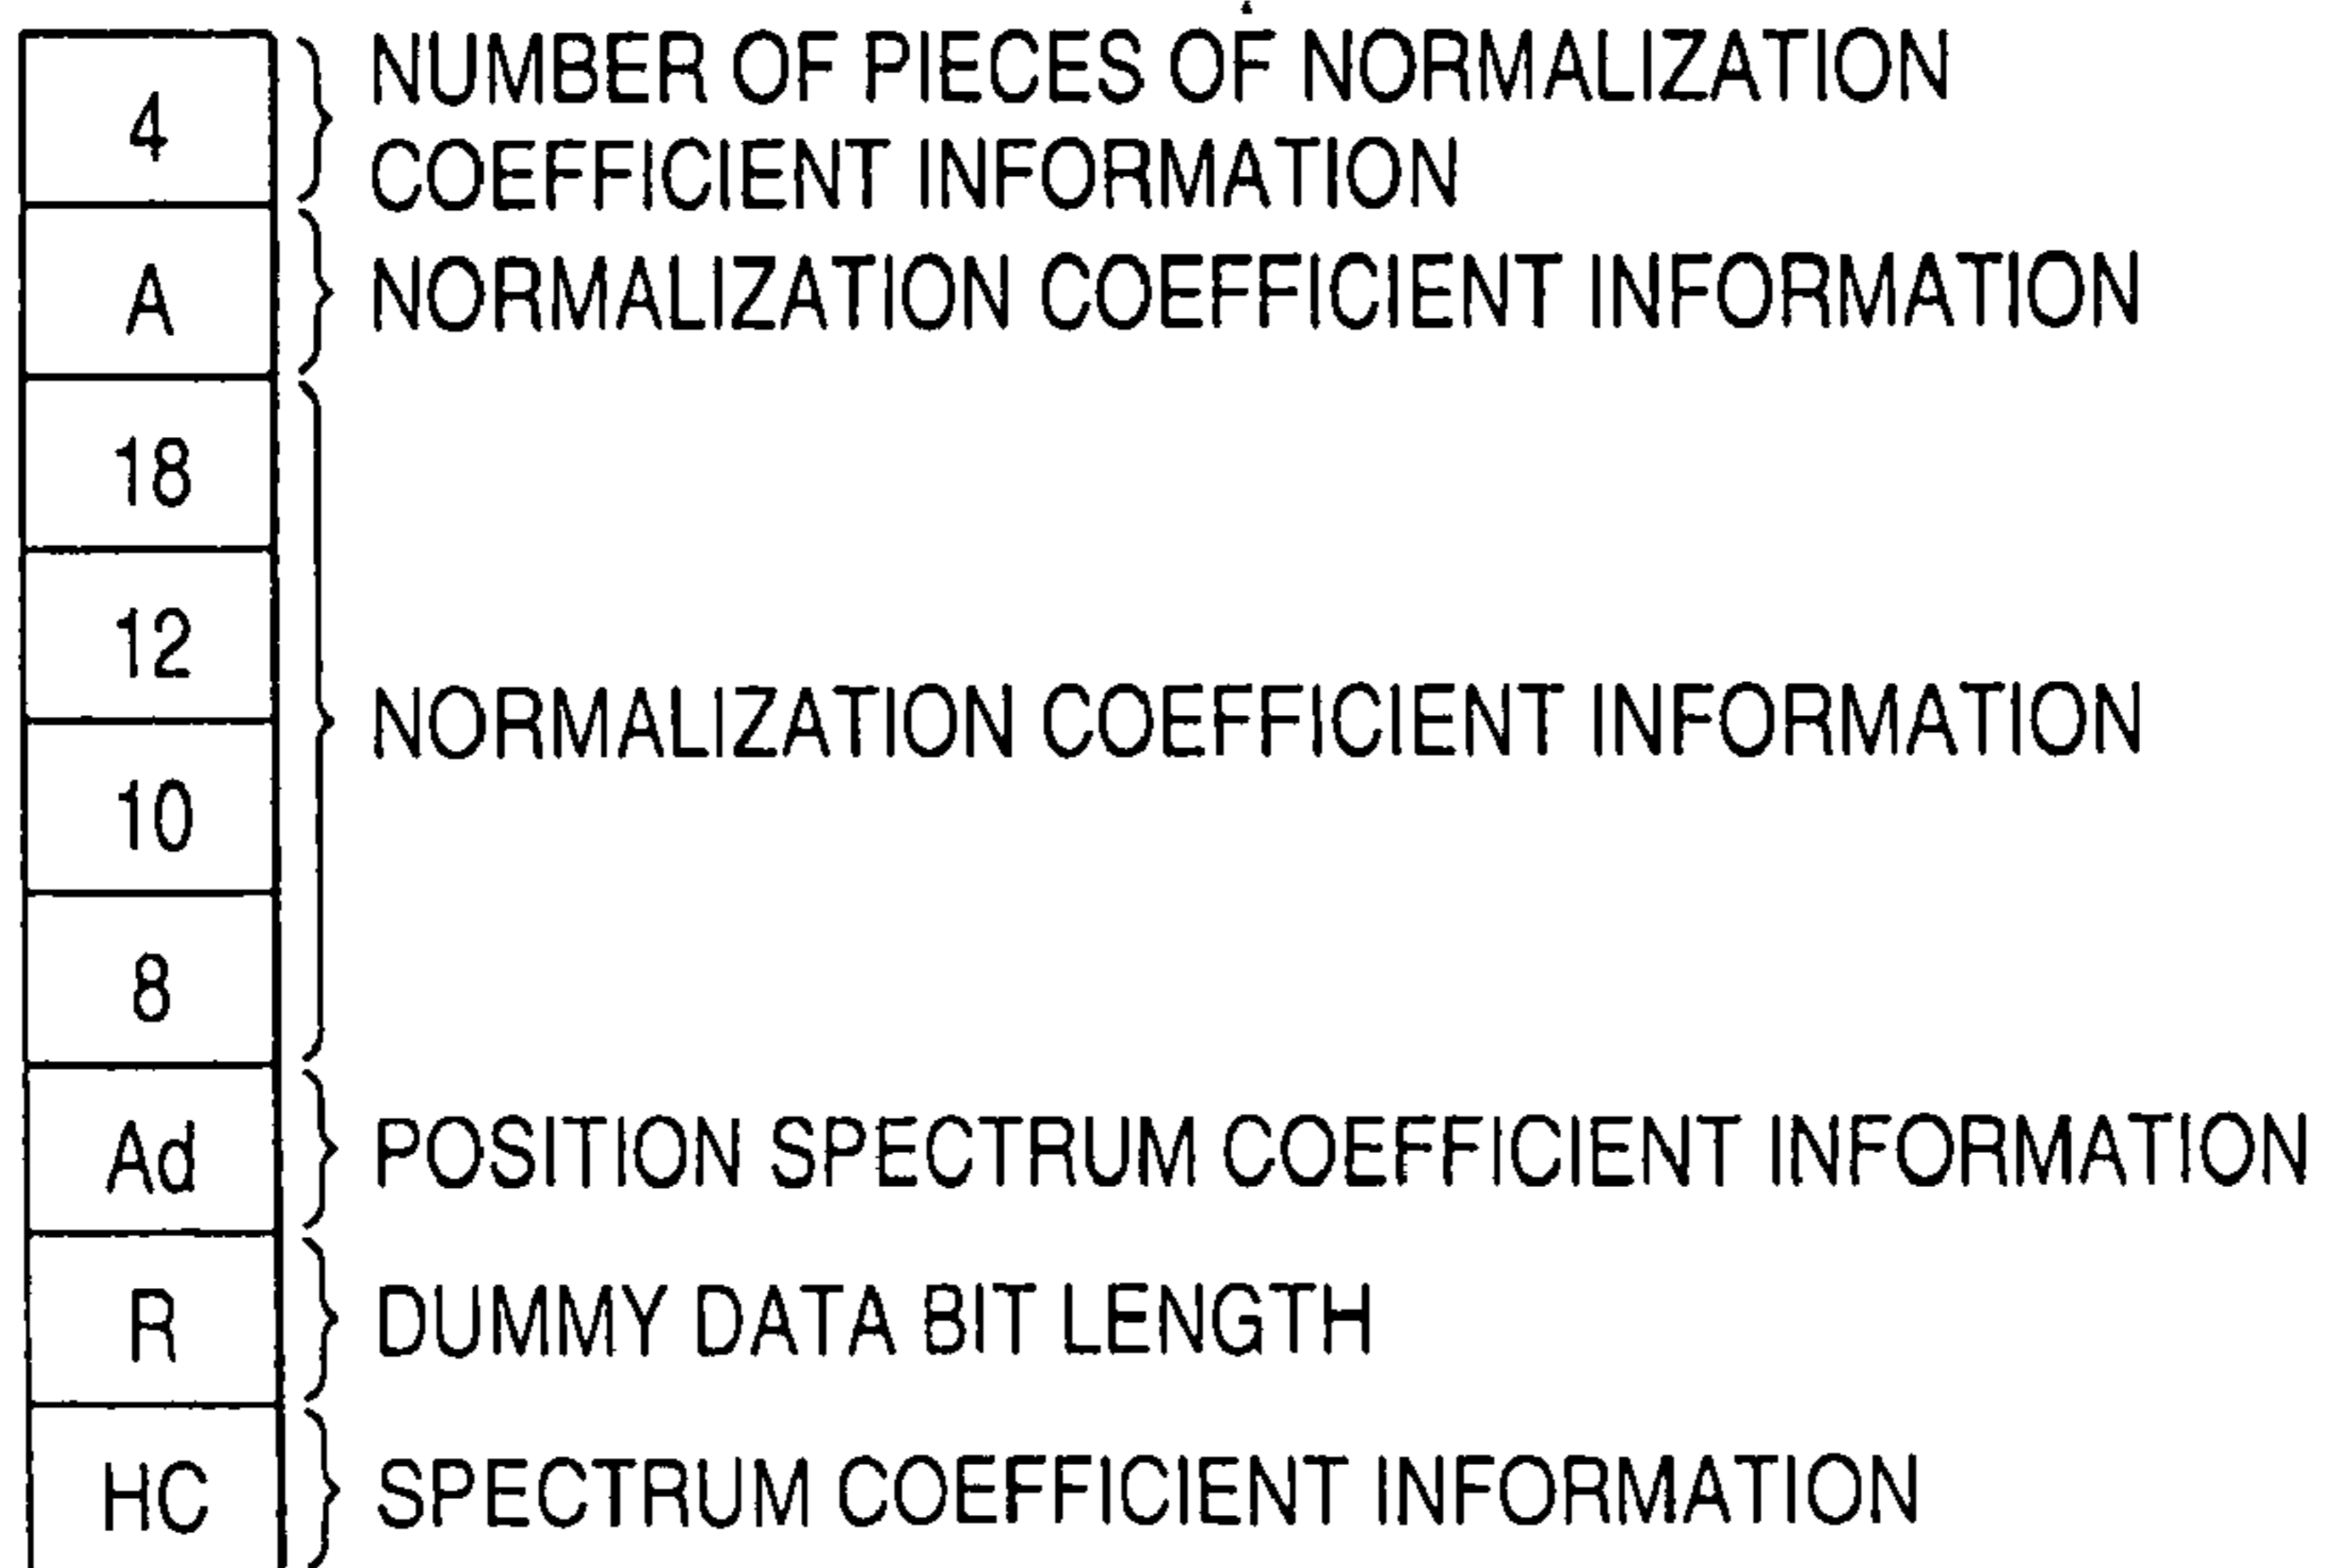 4
NUMBER OF PIECES OF NORMALIZATION
COEFFICIENT INFORMATION
A
NORMALIZATION COEFFICIENT INFORMATION
18
12
NORMALIZATION COEFFICIENT INFORMATION
10
8
Ad
POSITION SPECTRUM COEFFICIENT INFORMATION
R
DUMMY DATA BIT LENGTH
HC
SPECTRUM COEFFICIENT INFORMATION